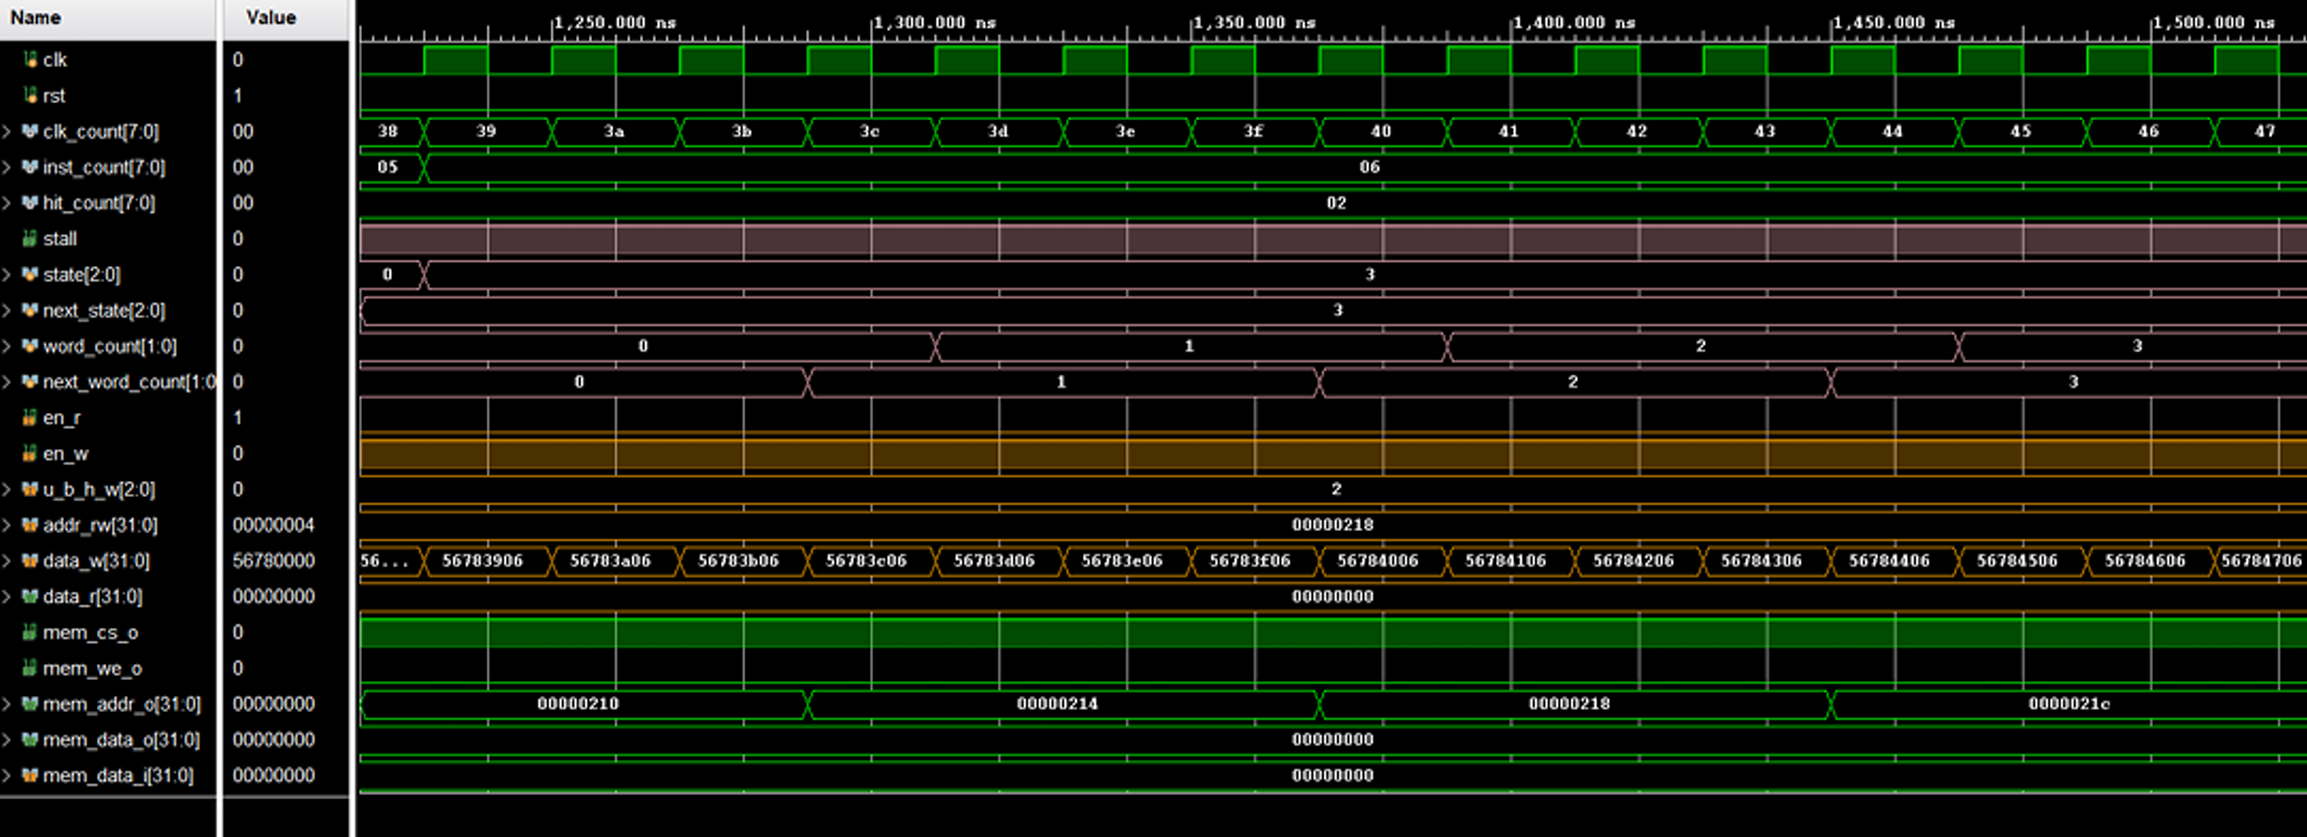 Name Value 1,250.000 ns 1,300.000 ns 1,350.000 ns 1,400.000 ns 1,450.000 ns 1,500.000 ns
clk 0
rst 1
clk_count[7:0] 00 38 39 3a 3b 3c 3d 3e 3f 40 41 42 43 44 45 46 47
inst_count[7:0] 00 05 06
hit_count[7:0] 00 02
stall 0
state[2:0] 0 0 3
next_state[2:0] 0 3
word_count[1:0] 0 0 1 2 3
next_word_count[1:0 0 0 1 2 3
en_r 1
en_w 0
u_b_h_w[2:0] 0 2
addr_rw[31:0] 00000004 00000218
data_w[31:0] 56780000 56... 56783906 56783a06 56783b06 56783c06 56783d06 56783e06 56783f06 56784006 56784106 56784206 56784306 56784406 56784506 56784606 56784706
data_r[31:0] 00000000 00000000
mem_cs_o 0
mem_we_o 0
mem_addr_o[31:0] 00000000 00000210 00000214 00000218 0000021c
mem_data_o[31:0] 00000000 00000000
mem_data_i[31:0] 00000000 00000000